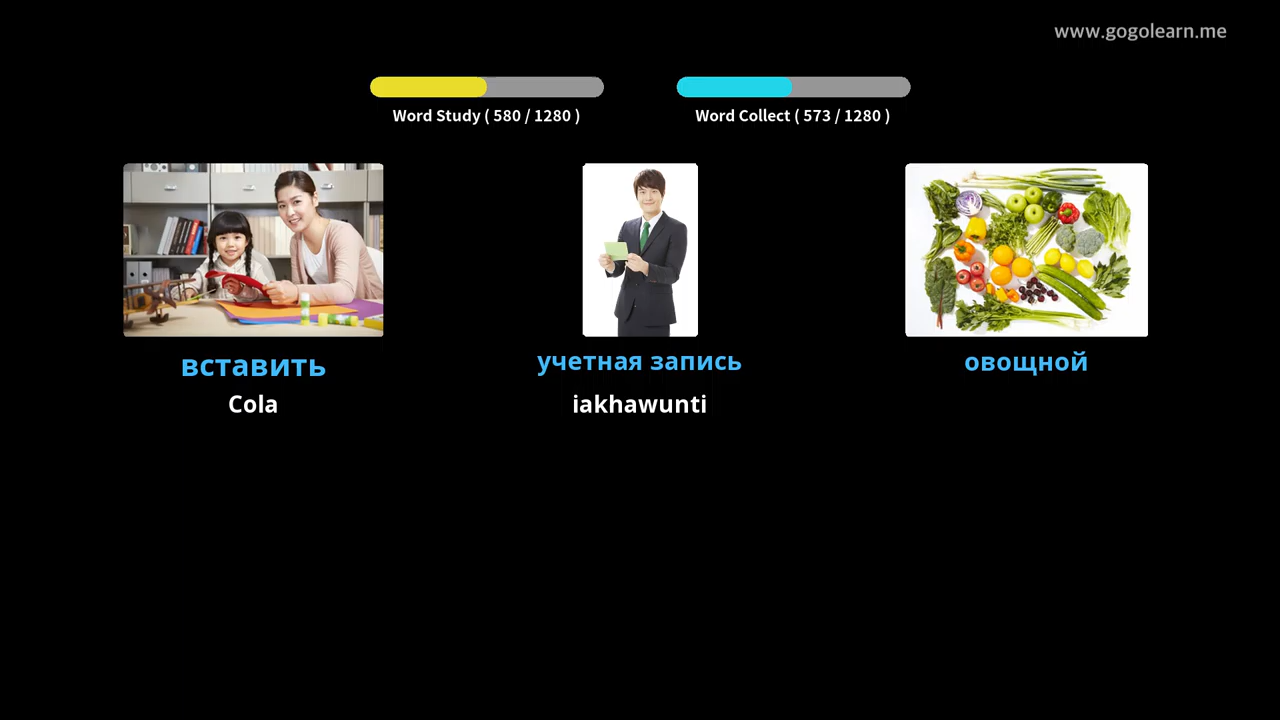 www.gogolearn.me
Word Study ( 580 / 1280 )
Word Collect ( 573 / 1280 )
вставить
учетная запись
овощной
Cola
iakhawunti